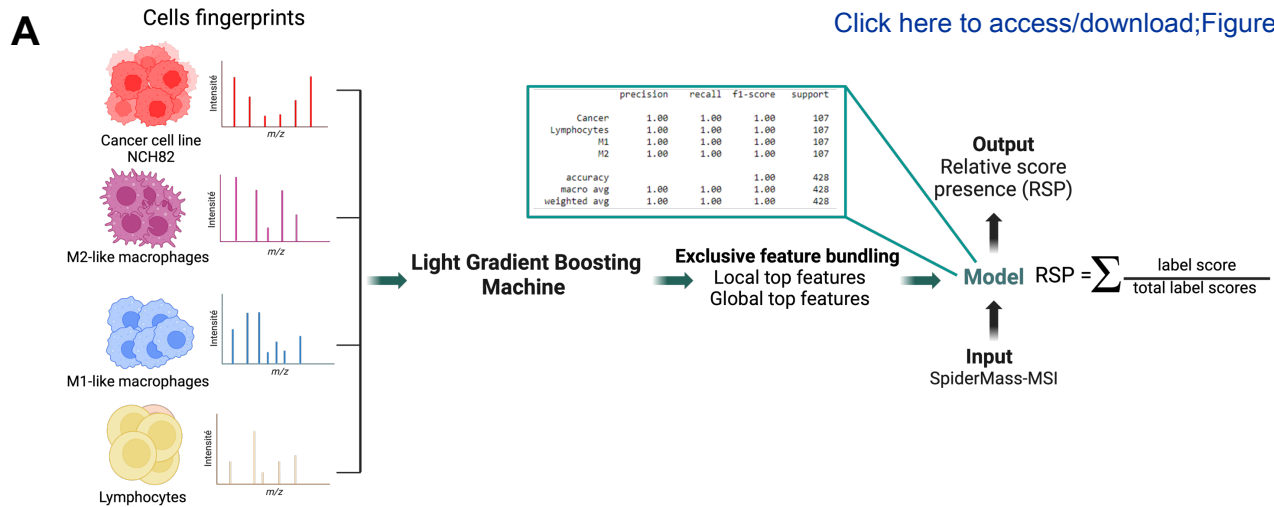 A
Cells fingerprints
Click here to access/download;Figure
Intensité
m/z
Cancer cell line
NCH82
Intensité
m/z
M2-like macrophages
Intensité
m/z
M1-like macrophages
Intensité
m/z
Lymphocytes
Light Gradient Boosting
Machine
precision recall f1-score support
Cancer 1.00 1.00 1.00 107
Lymphocytes 1.00 1.00 1.00 107
M1 1.00 1.00 1.00 107
M2 1.00 1.00 1.00 107
accuracy 1.00 428
macro avg 1.00 1.00 1.00 428
weighted avg 1.00 1.00 1.00 428
Exclusive feature bundling
Local top features
Global top features
Output
Relative score
presence (RSP)
Model RSP = ∑ label score
total label scores
Input
SpiderMass-MSI